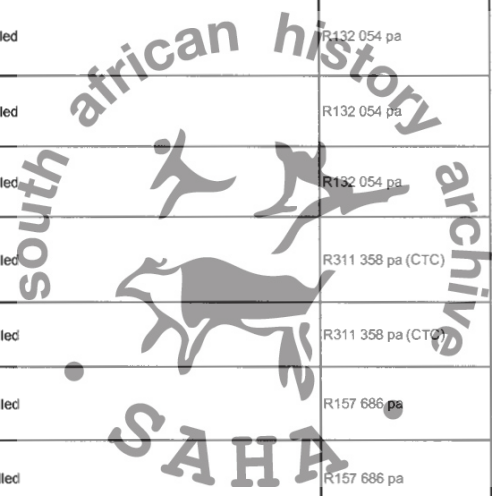 led R132 054 pa
led R132 054 pa
led R132 054 pa
led R311 358 pa (CTC)
led R311 358 pa (CTC)
led R157 686 pa
led R157 686 pa
south african history archive
SAHA